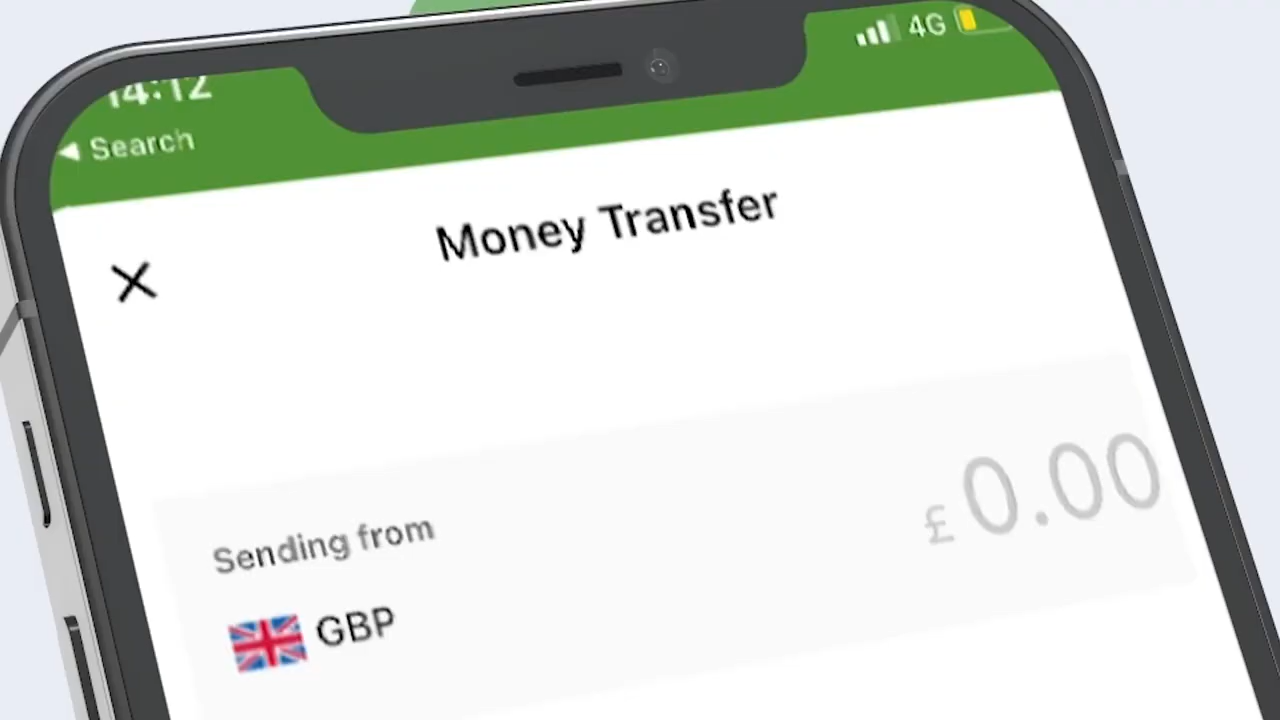 14:12
4G
◀ Search
Money Transfer
Sending from
£0.00
GBP